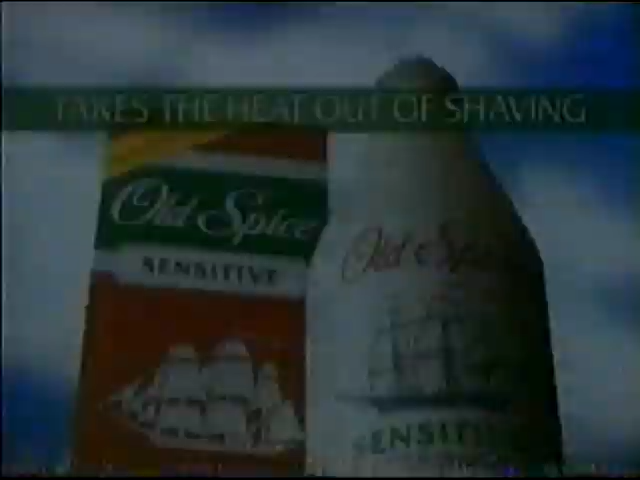 TAKES THE HEAT OUT OF SHAVING
Old Spice
SENSITIVE
Old Spice
SENSITIVE